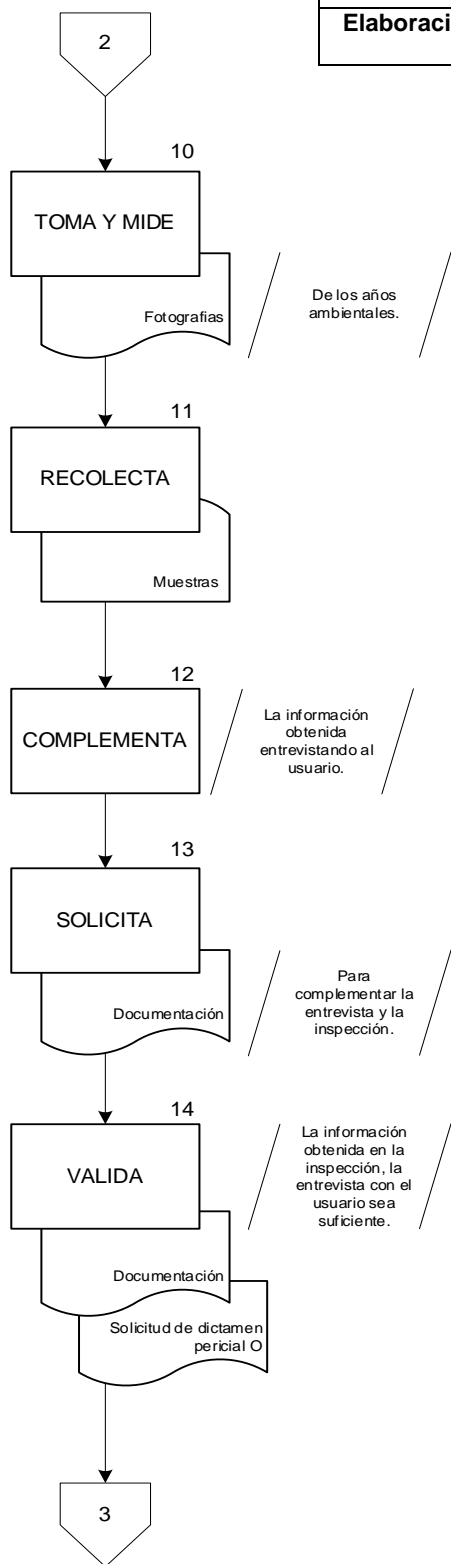 2
Elaboraci
10
TOMA Y MIDE
Fotografias
De los años
ambientales.
11
RECOLECTA
Muestras
12
COMPLEMENTA
La información
obtenida
entrevistando al
usuario.
13
SOLICITA
Documentación
Para
complementar la
entrevista y la
inspección.
14
VALIDA
La información
obtenida en la
inspección, la
entrevista con el
usuario sea
suficiente.
Documentación
Solicitud de dictamen
pericial O
3